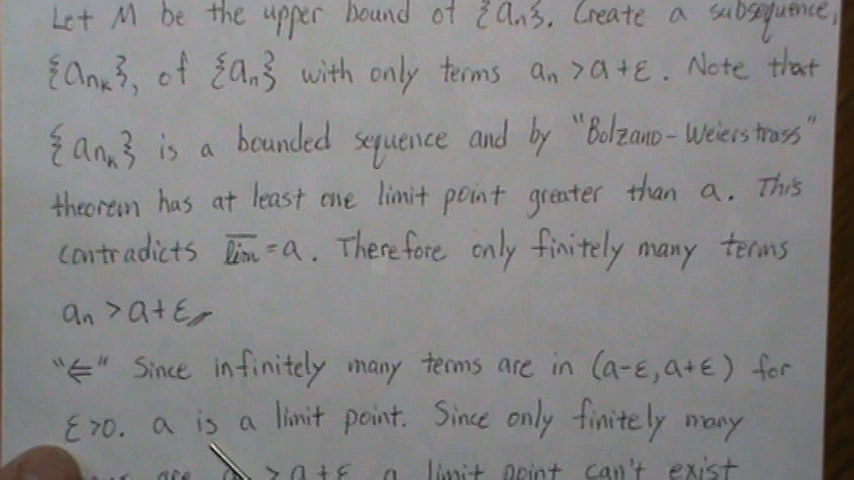 Let M be the upper bound of {an}. Create a subsequence,
{ank}, of {an} with only terms an > a + ε. Note that
{ank} is a bounded sequence and by "Bolzano-Weierstrass"
theorem has at least one limit point greater than a. This
contradicts l̅i̅m̅ = a. Therefore only finitely many terms
an > a + ε
"⇐" Since infinitely many terms are in (a-ε, a+ε) for
ε>0. a is a limit point. Since only finitely many
are > a + ε a limit point can't exist